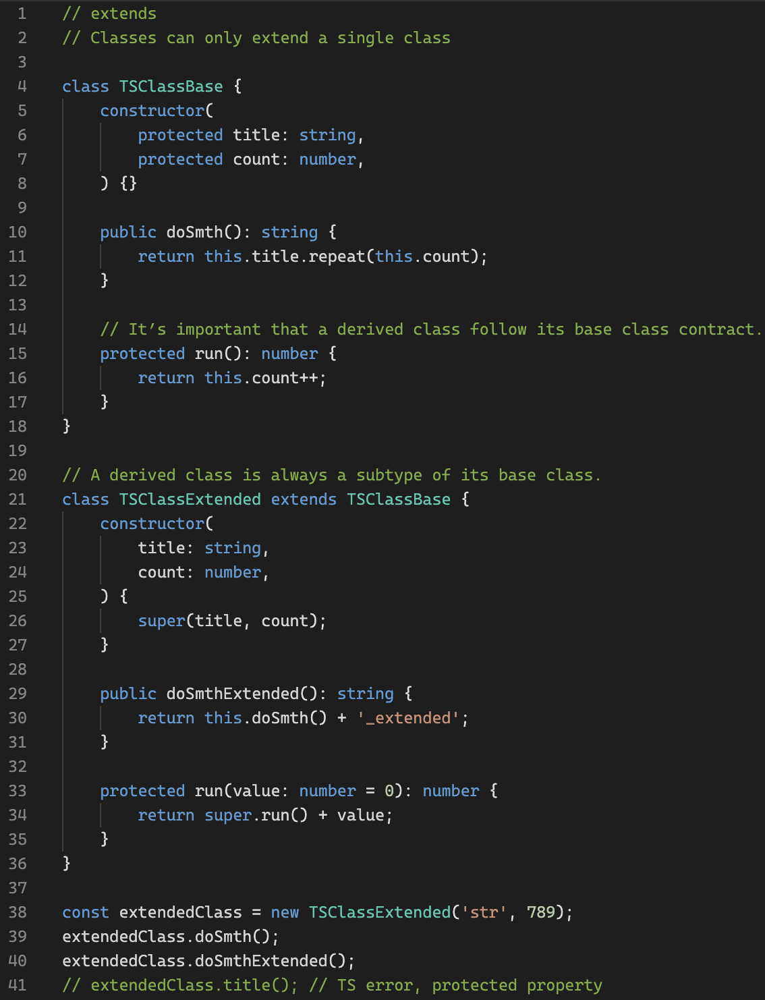 1 // extends
2 // Classes can only extend a single class
3
4 class TSClassBase {
5     constructor(
6         protected title: string,
7         protected count: number,
8     ) {}
9
10     public doSmth(): string {
11         return this.title.repeat(this.count);
12     }
13
14     // It’s important that a derived class follow its base class contract.
15     protected run(): number {
16         return this.count++;
17     }
18 }
19
20 // A derived class is always a subtype of its base class.
21 class TSClassExtended extends TSClassBase {
22     constructor(
23         title: string,
24         count: number,
25     ) {
26         super(title, count);
27     }
28
29     public doSmthExtended(): string {
30         return this.doSmth() + '_extended';
31     }
32
33     protected run(value: number = 0): number {
34         return super.run() + value;
35     }
36 }
37
38 const extendedClass = new TSClassExtended('str', 789);
39 extendedClass.doSmth();
40 extendedClass.doSmthExtended();
41 // extendedClass.title(); // TS error, protected property